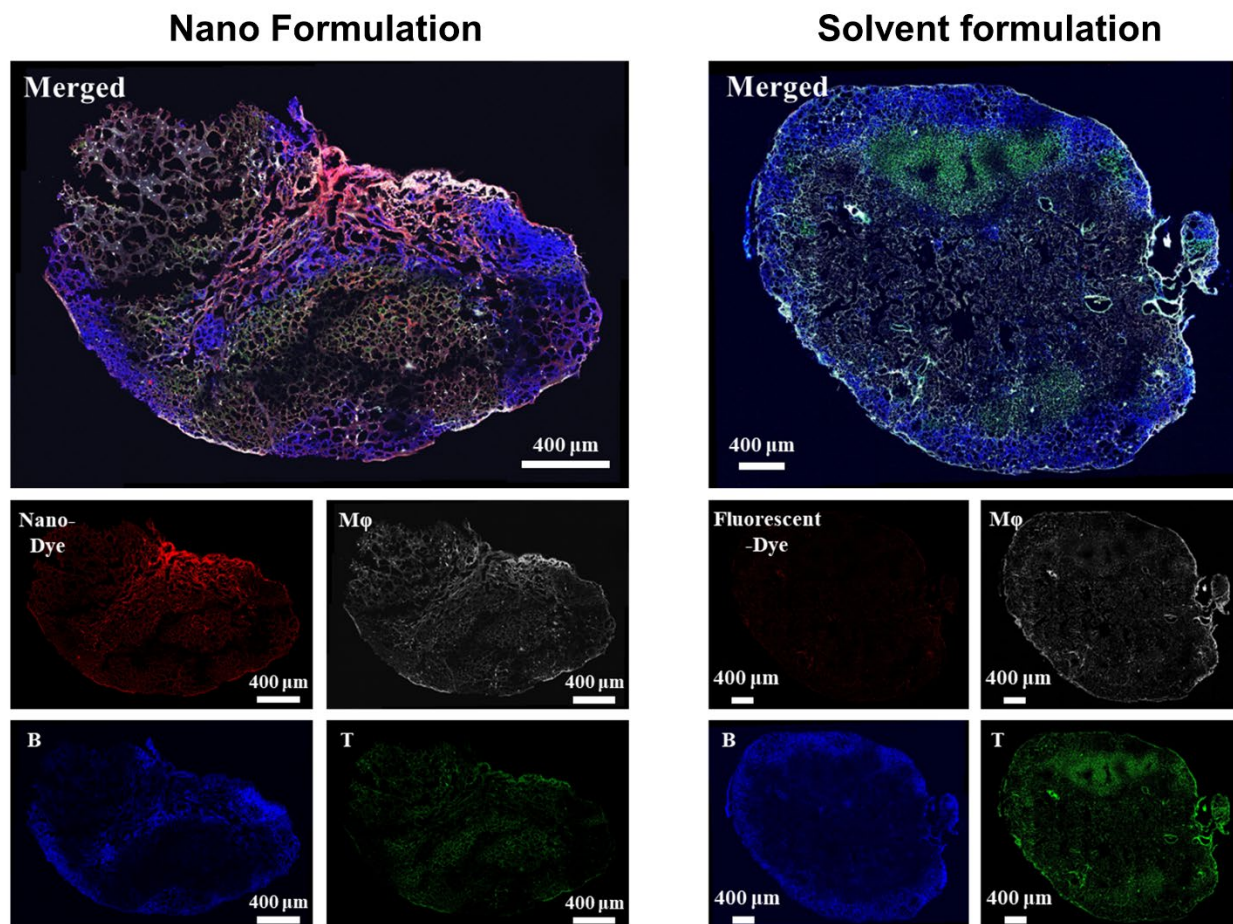 Nano Formulation
Solvent formulation
Merged
400 μm
Merged
400 μm
Nano-
Dye
400 μm
Mφ
400 μm
Fluorescent
-Dye
400 μm
Mφ
400 μm
B
400 μm
T
400 μm
B
400 μm
T
400 μm